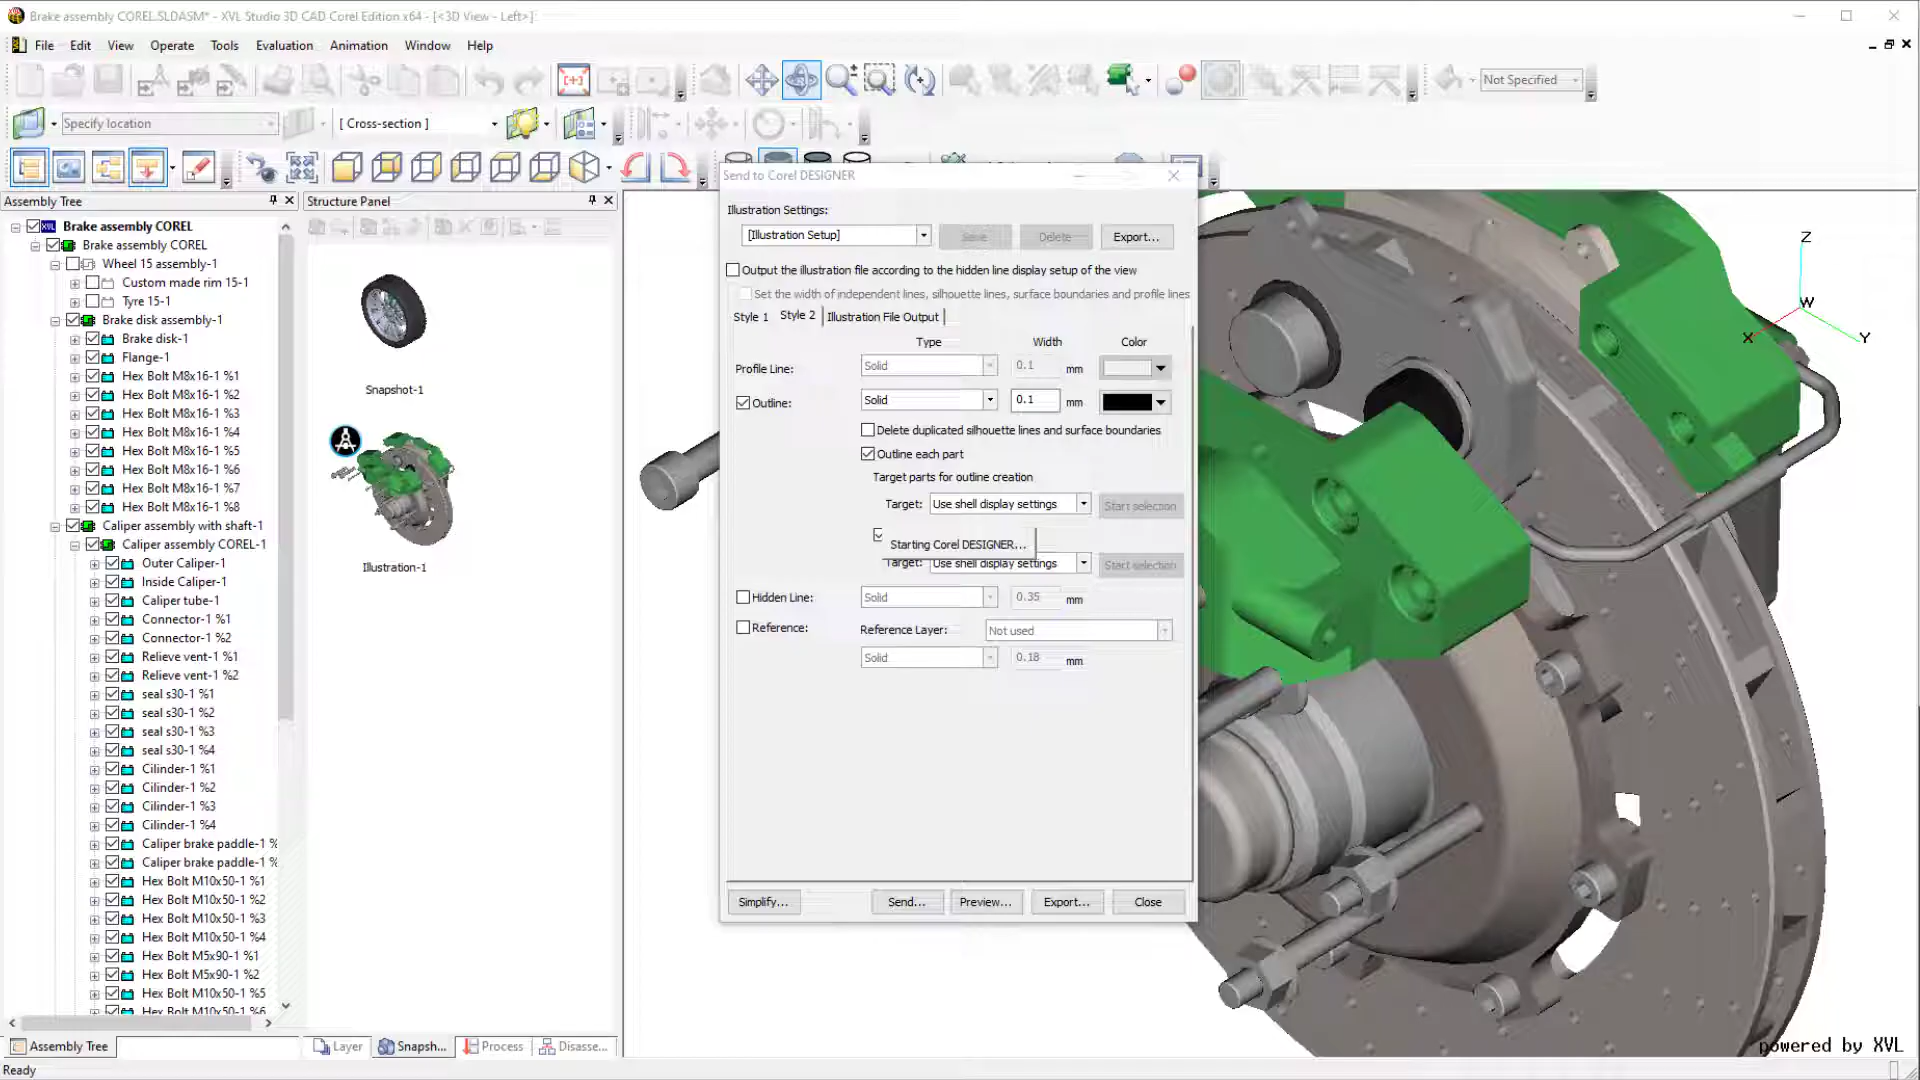 Brake assembly COREL.SLDASM* - XVL Studio 3D CAD Corel Edition x64 - [<3D View - Left>]
File Edit View Operate Tools Evaluation Animation Window Help
Not Specified
Specify location
[ Cross-section ]
Assembly Tree
Structure Panel
Brake assembly COREL
Brake assembly COREL
Wheel 15 assembly-1
Custom made rim 15-1
Tyre 15-1
Brake disk assembly-1
Brake disk-1
Flange-1
Hex Bolt M8x16-1 %1
Hex Bolt M8x16-1 %2
Hex Bolt M8x16-1 %3
Hex Bolt M8x16-1 %4
Hex Bolt M8x16-1 %5
Hex Bolt M8x16-1 %6
Hex Bolt M8x16-1 %7
Hex Bolt M8x16-1 %8
Caliper assembly with shaft-1
Caliper assembly COREL-1
Outer Caliper-1
Inside Caliper-1
Caliper tube-1
Connector-1 %1
Connector-1 %2
Relieve vent-1 %1
Relieve vent-1 %2
seal s30-1 %1
seal s30-1 %2
seal s30-1 %3
seal s30-1 %4
Cilinder-1 %1
Cilinder-1 %2
Cilinder-1 %3
Cilinder-1 %4
Caliper brake paddle-1 %
Caliper brake paddle-1 %
Hex Bolt M10x50-1 %1
Hex Bolt M10x50-1 %2
Hex Bolt M10x50-1 %3
Hex Bolt M10x50-1 %4
Hex Bolt M5x90-1 %1
Hex Bolt M5x90-1 %2
Hex Bolt M10x50-1 %5
Hex Bolt M10x50-1 %6
Assembly Tree
Snapshot-1
Illustration-1
Layer
Snapsh...
Process
Disasse...
Send to Corel DESIGNER
Illustration Settings:
[Illustration Setup]
Save
Delete
Export...
Output the illustration file according to the hidden line display setup of the view
Set the width of independent lines, silhouette lines, surface boundaries and profile lines
Style 1
Style 2
Illustration File Output
Type Width Color
Profile Line: Solid 0.1 mm
Outline: Solid 0.1 mm
Delete duplicated silhouette lines and surface boundaries
Outline each part
Target parts for outline creation
Target: Use shell display settings Start selection
Starting Corel DESIGNER...
Target: Use shell display settings Start selection
Hidden Line: Solid 0.35 mm
Reference: Reference Layer: Not used
Solid 0.18 mm
Simplify... Send... Preview... Export... Close
Z
W
X
Y
powered by XVL
Ready